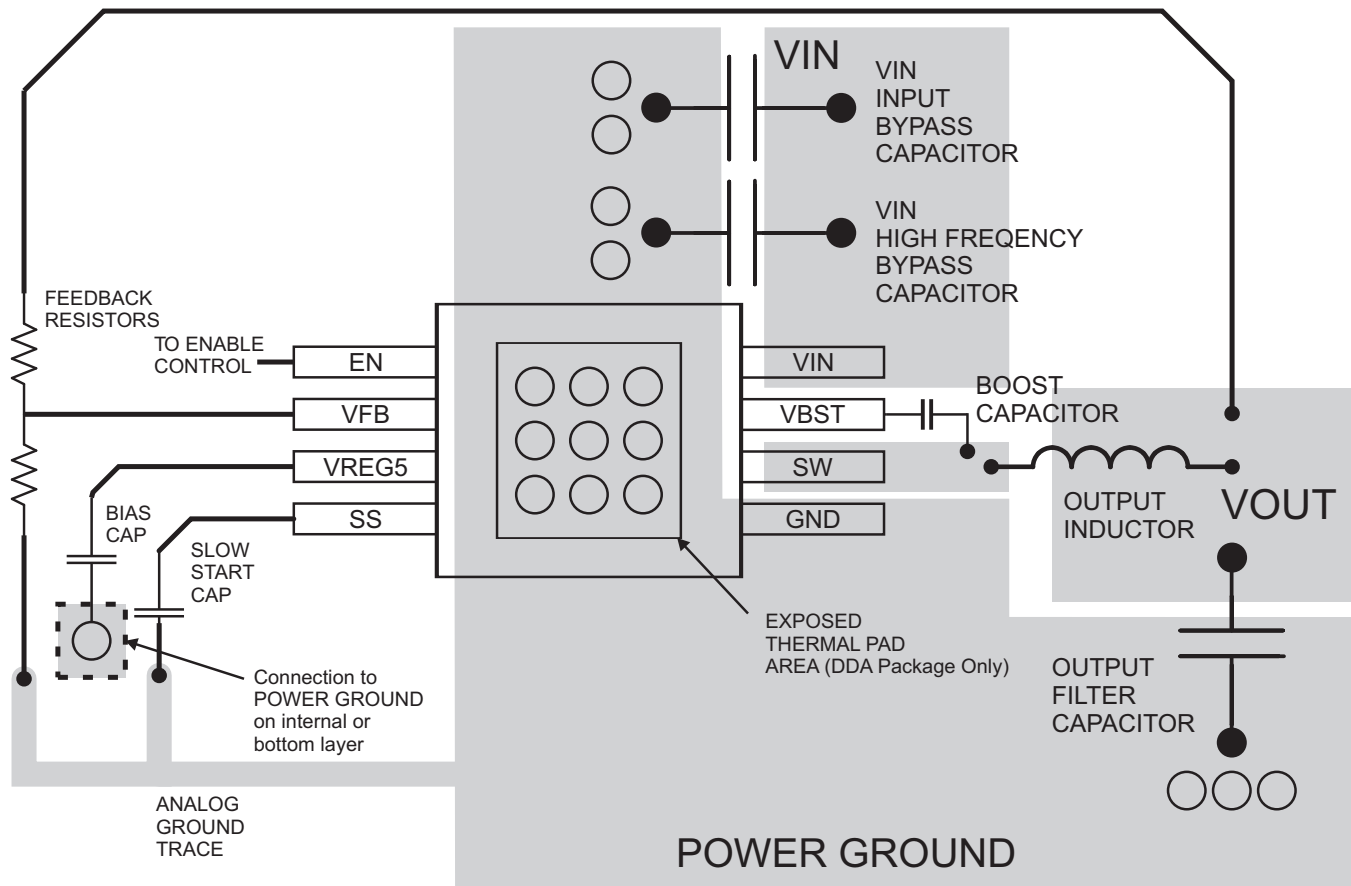 VIN
VIN
INPUT
BYPASS
CAPACITOR
VIN
HIGH FREQENCY
BYPASS
CAPACITOR
FEEDBACK
RESISTORS
TO ENABLE
CONTROL
EN
VFB
VREG5
SS
VIN
VBST
SW
GND
BOOST
CAPACITOR
OUTPUT
INDUCTOR
VOUT
BIAS
CAP
SLOW
START
CAP
EXPOSED
THERMAL PAD
AREA (DDA Package Only)
Connection to
POWER GROUND
on internal or
bottom layer
OUTPUT
FILTER
CAPACITOR
ANALOG
GROUND
TRACE
POWER GROUND